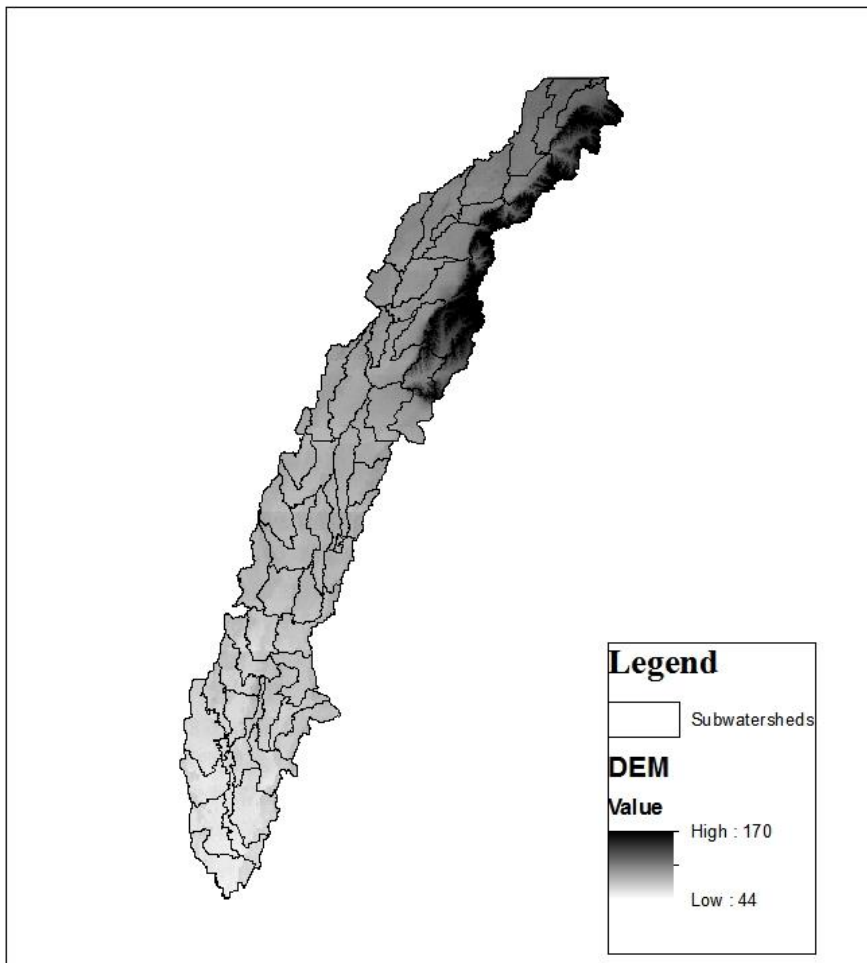 Legend
Subwatersheds
DEM
Value
High : 170
Low : 44